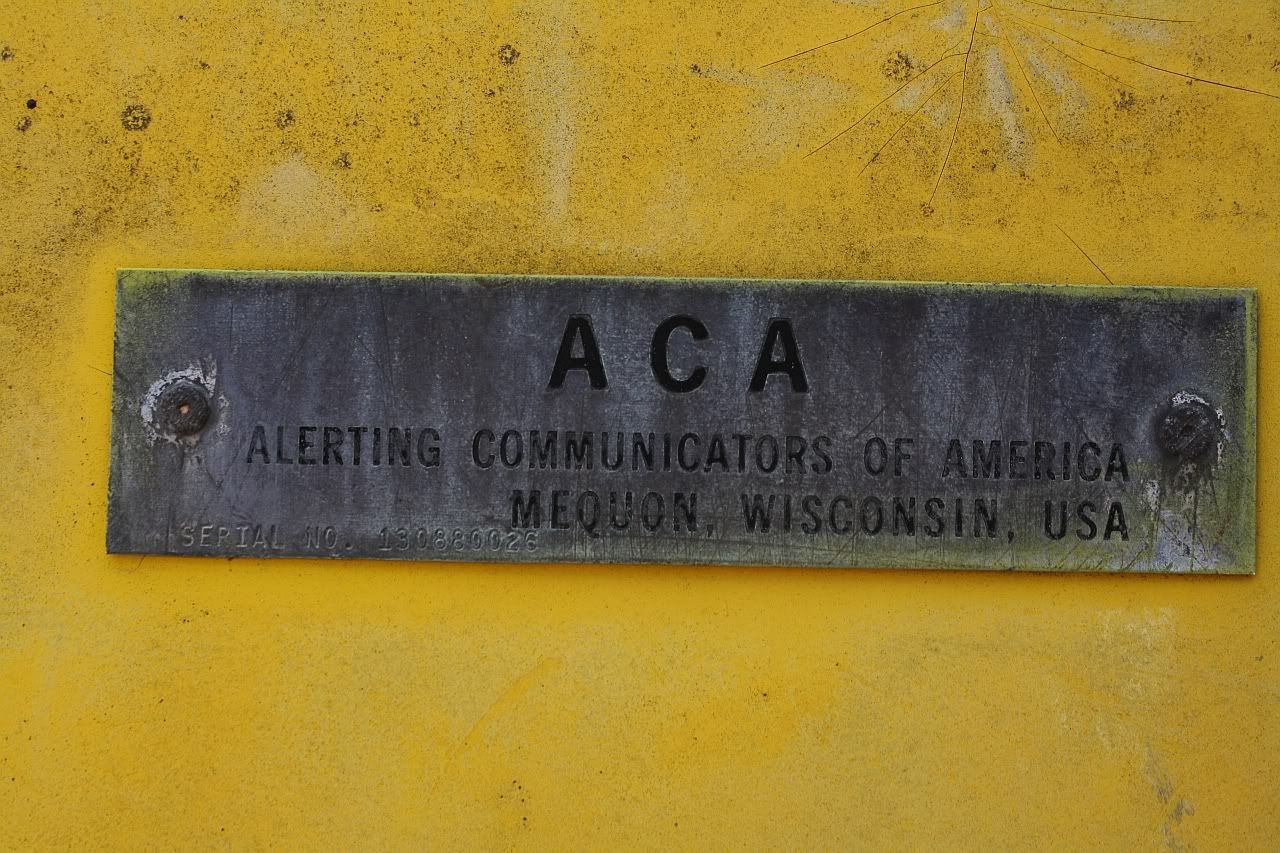 ACA
ALERTING COMMUNICATORS OF AMERICA
MEQUON, WISCONSIN, USA
SERIAL NO. 130880026